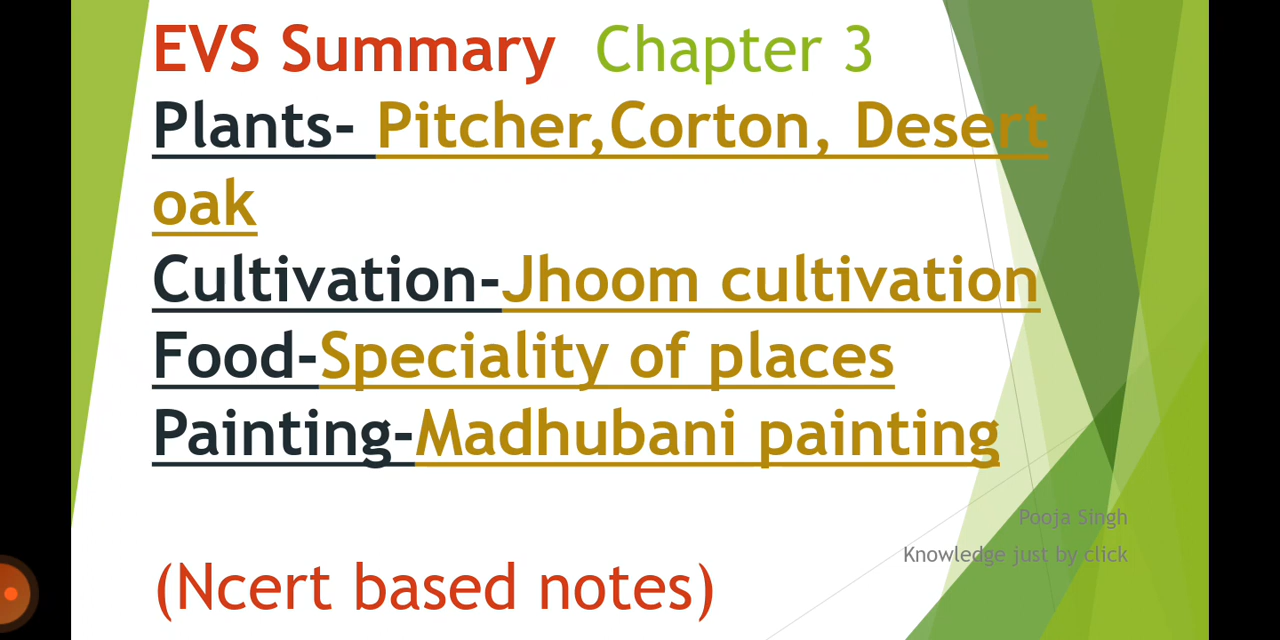 EVS Summary Chapter 3
Plants- Pitcher,Corton, Desert
oak
Cultivation-Jhoom cultivation
Food-Speciality of places
Painting-Madhubani painting
Pooja Singh
Knowledge just by click
(Ncert based notes)